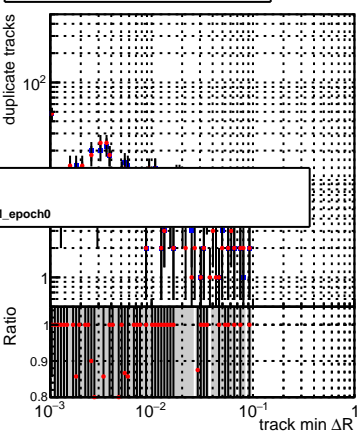 duplicate tracks
10²
l_epoch0
1
Ratio
1
0.9
0.8
10⁻³ 10⁻² 10⁻¹ 1
track min ΔR